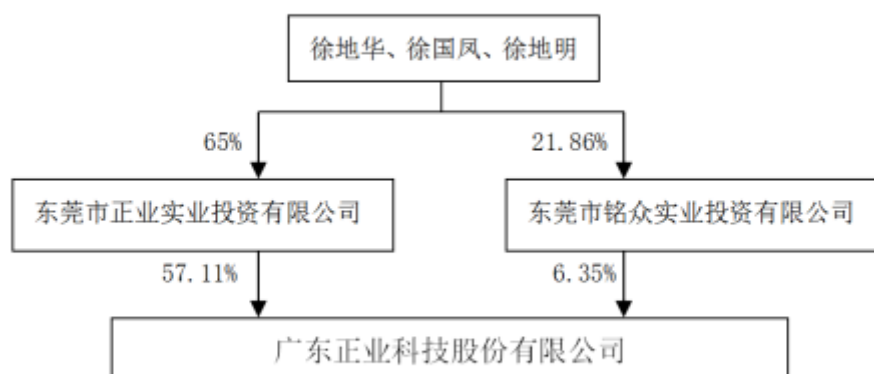 徐地华、徐国凤、徐地明
65%
21.86%
东莞市正业实业投资有限公司
东莞市铭众实业投资有限公司
57.11%
6.35%
广东正业科技股份有限公司